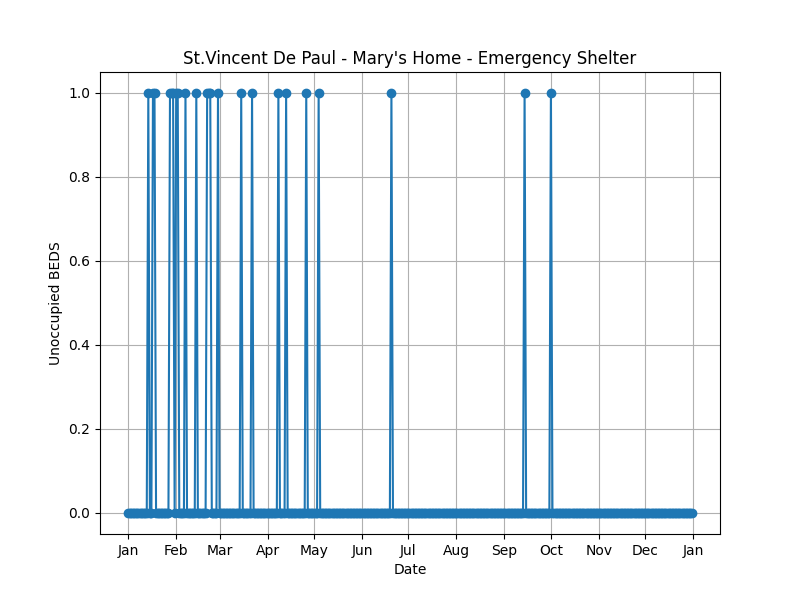 St.Vincent De Paul - Mary's Home - Emergency Shelter
1.0
0.8
0.6
0.4
0.2
0.0
Unoccupied BEDS
Jan Feb Mar Apr May Jun Jul Aug Sep Oct Nov Dec Jan
Date